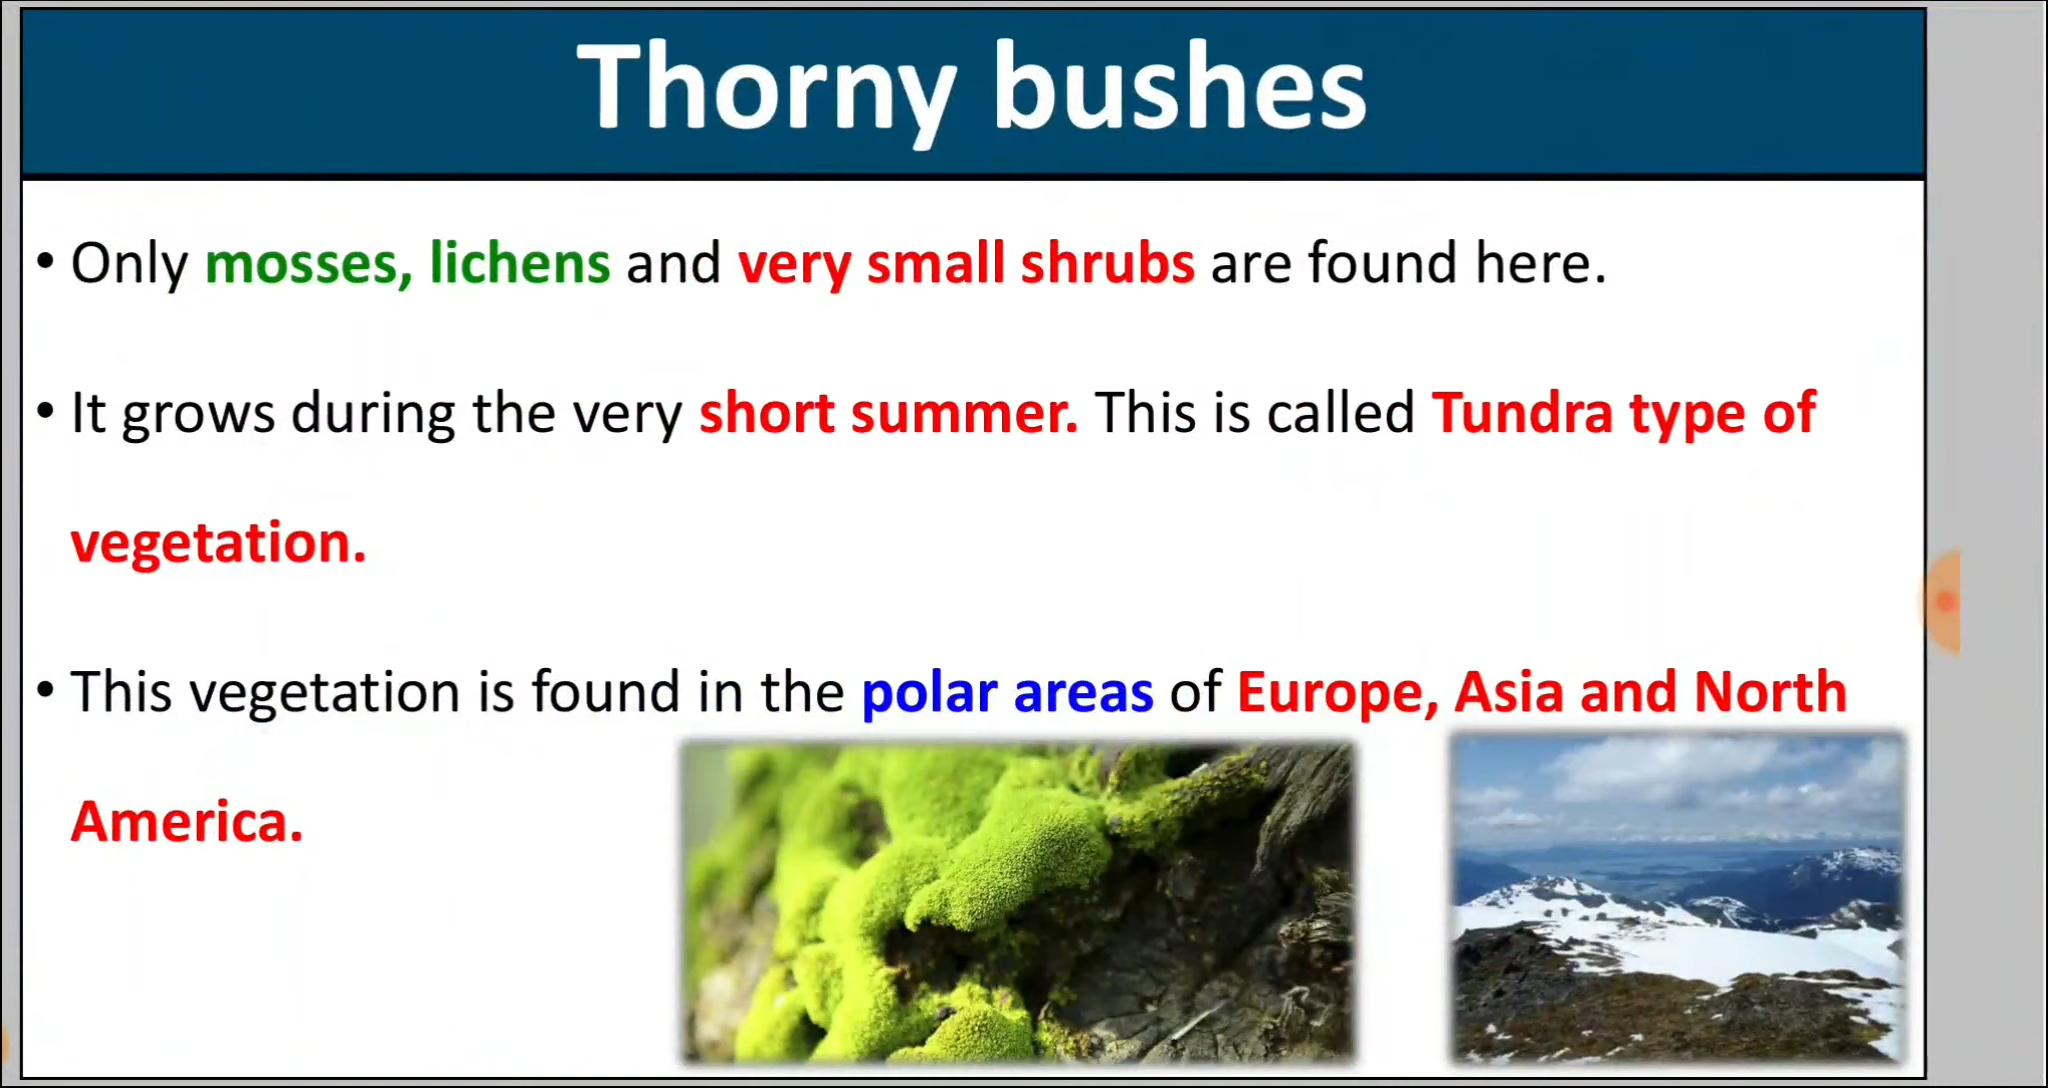 Thorny bushes
• Only mosses, lichens and very small shrubs are found here.
• It grows during the very short summer. This is called Tundra type of
vegetation.
• This vegetation is found in the polar areas of Europe, Asia and North
America.